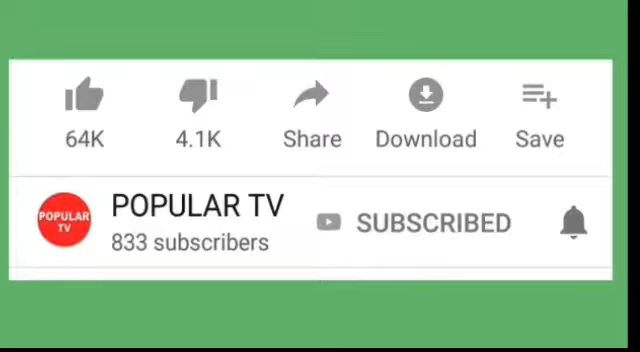 64K 4.1K Share Download Save
POPULAR TV
POPULAR TV
833 subscribers
SUBSCRIBED